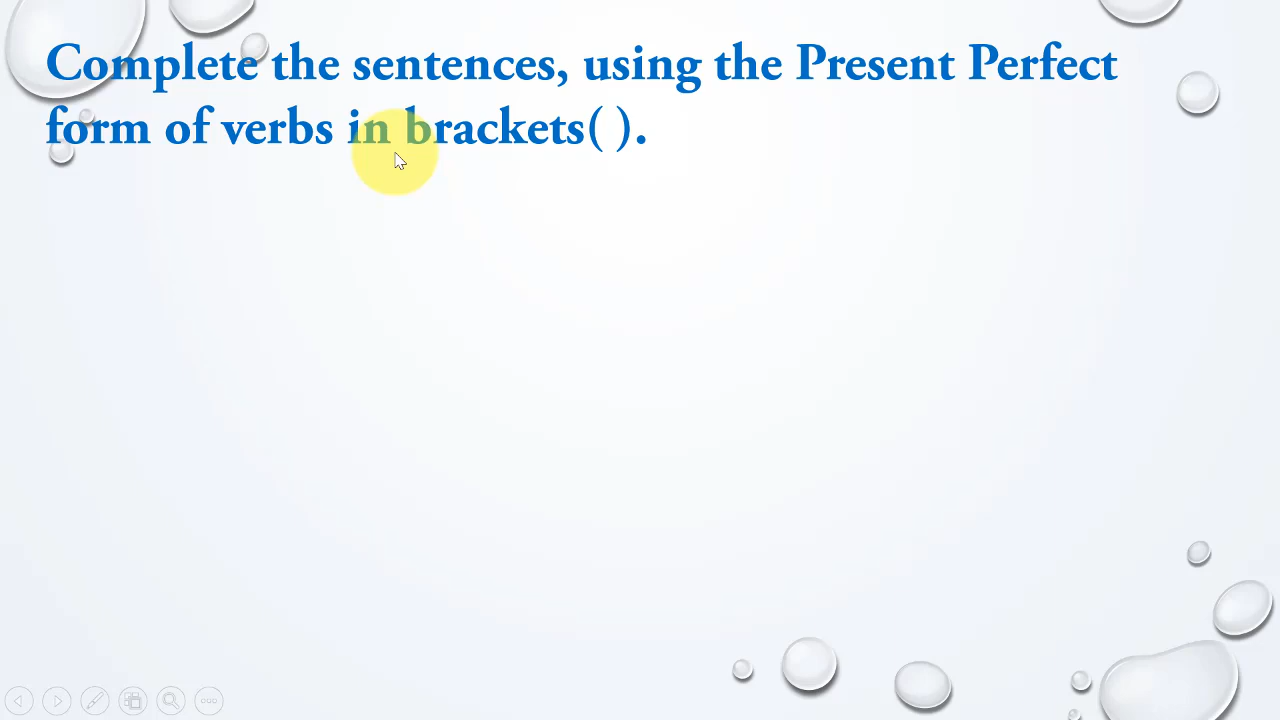 Complete the sentences, using the Present Perfect
form of verbs in brackets( ).